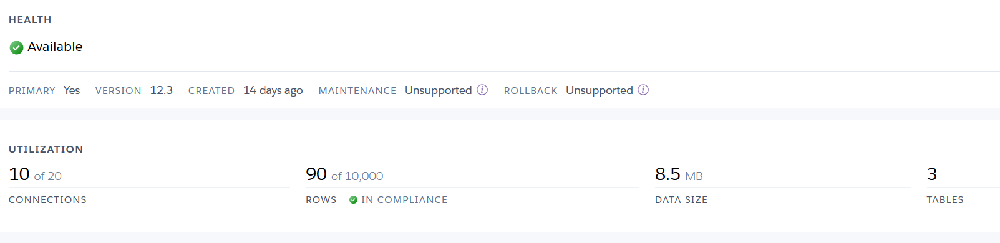 HEALTH
Available
PRIMARY Yes VERSION 12.3 CREATED 14 days ago MAINTENANCE Unsupported ROLLBACK Unsupported
UTILIZATION
10 of 20 90 of 10,000 8.5 MB 3
CONNECTIONS ROWS IN COMPLIANCE DATA SIZE TABLES